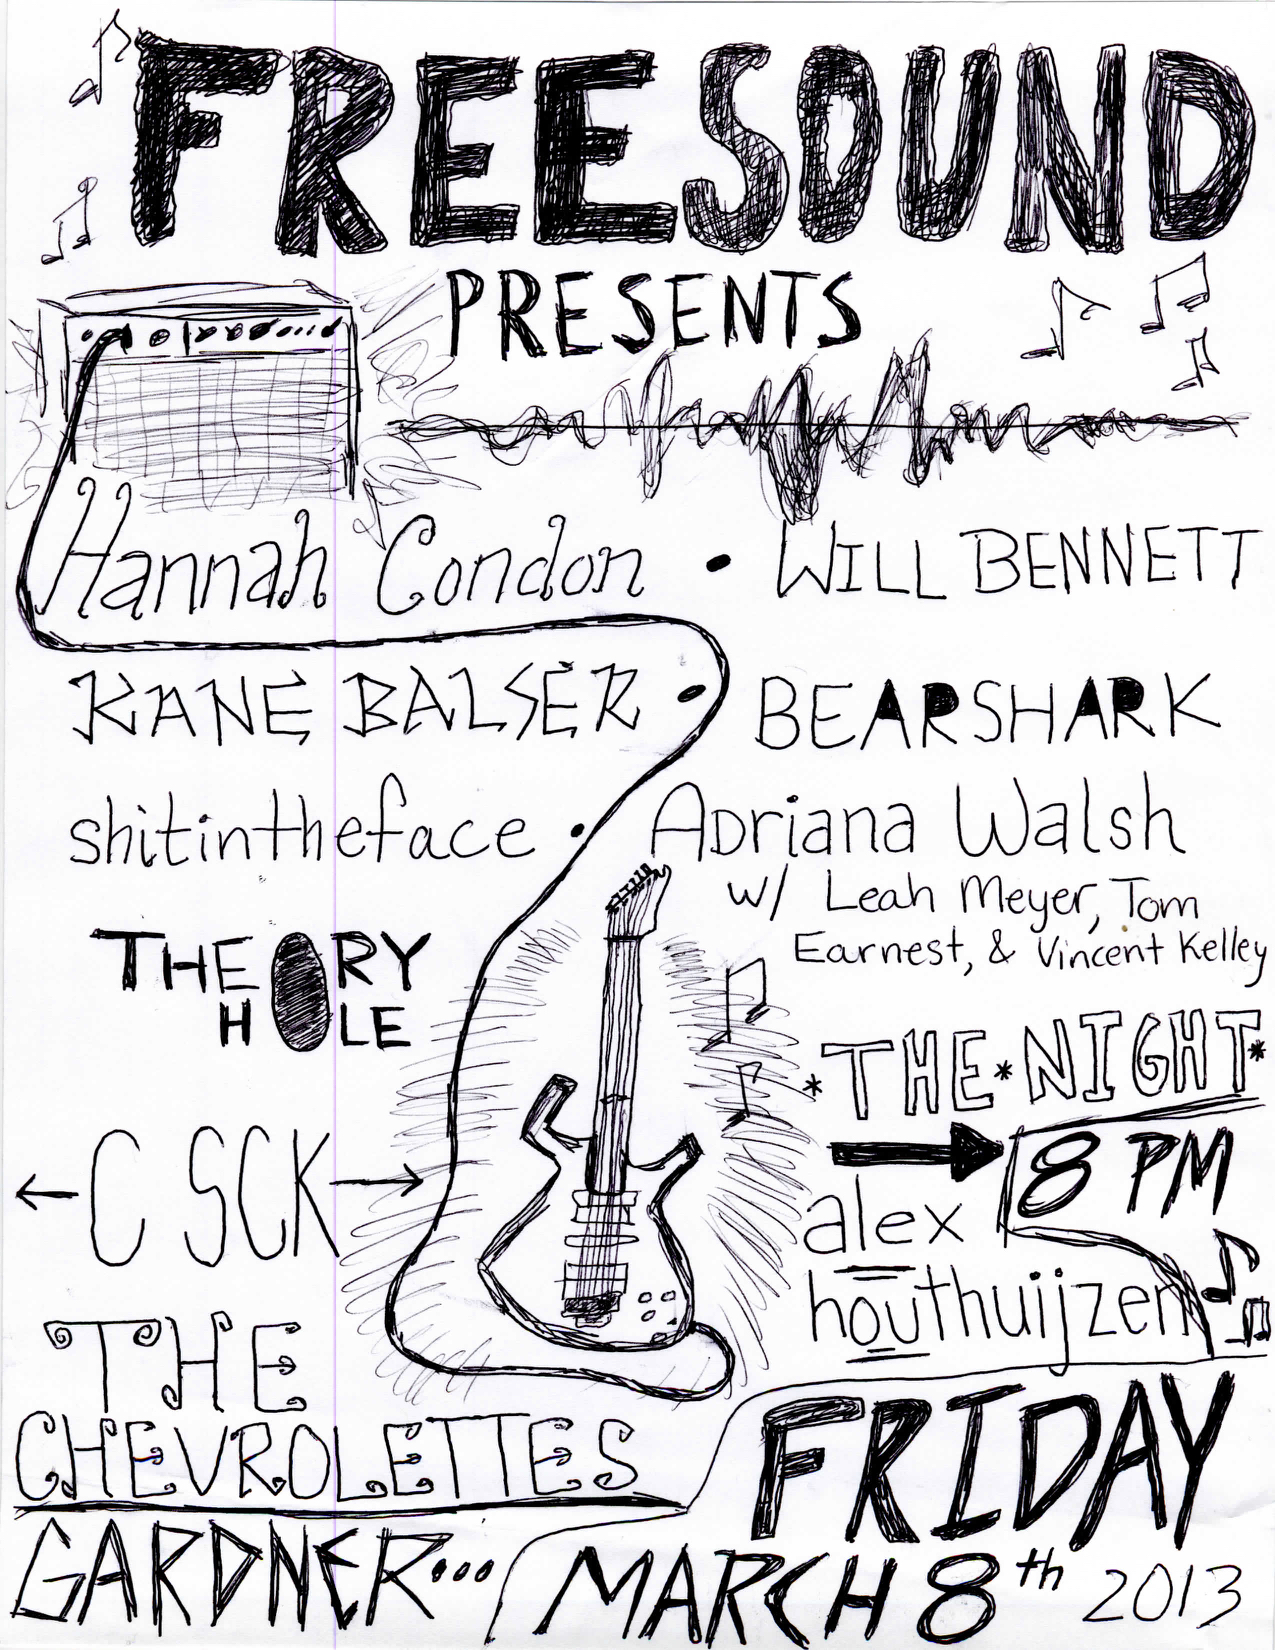 FREESOUND
PRESENTS
Hannah Condon • WILL BENNETT
KANE BALSER • BEARSHARK
shitintheface • Adriana Walsh
w/ Leah Meyer, Tom
Earnest, & Vincent Kelley
THEORY
HOLE
*THE*NIGHT*
← C SCK →
8 PM
alex
houthuijzen
THE
CHEVROLETTES
FRIDAY
GARDNER...
MARCH 8th 2013